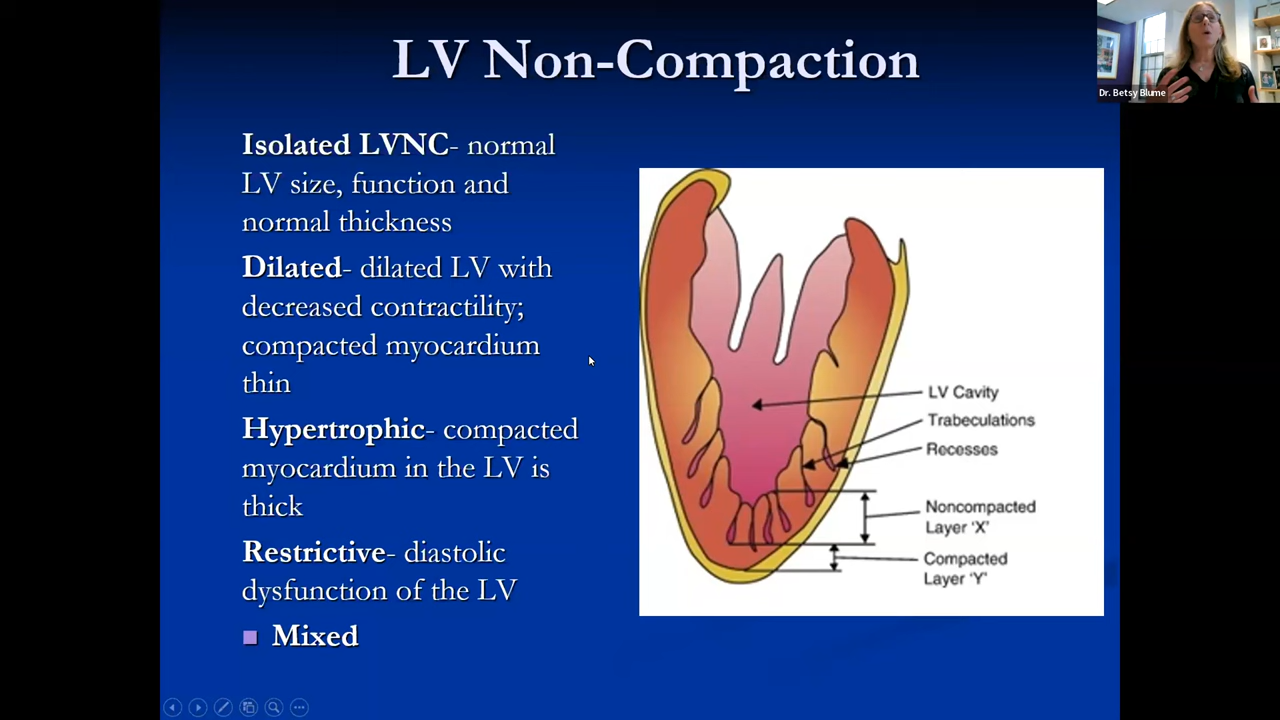 LV Non-Compaction
Dr. Betsy Blume
Isolated LVNC- normal
LV size, function and
normal thickness
Dilated- dilated LV with
decreased contractility;
compacted myocardium
thin
Hypertrophic- compacted
myocardium in the LV is
thick
Restrictive- diastolic
dysfunction of the LV
Mixed
LV Cavity
Trabeculations
Recesses
Noncompacted
Layer ‘X’
Compacted
Layer ‘Y’